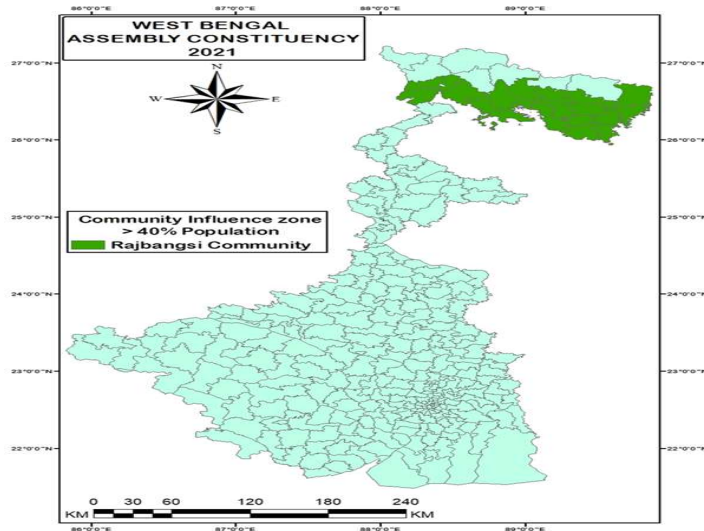 WEST BENGAL
ASSEMBLY CONSTITUENCY
2021
N
W E
S
Community Influence zone
> 40% Population
Rajbangsi Community
86°0'0"E 87°0'0"E 88°0'0"E 89°0'0"E
27°0'0"N 27°0'0"N
26°0'0"N 26°0'0"N
25°0'0"N 25°0'0"N
24°0'0"N 24°0'0"N
23°0'0"N 23°0'0"N
22°0'0"N 22°0'0"N
0 30 60 120 180 240
KM KM
86°0'0"E 87°0'0"E 88°0'0"E 89°0'0"E